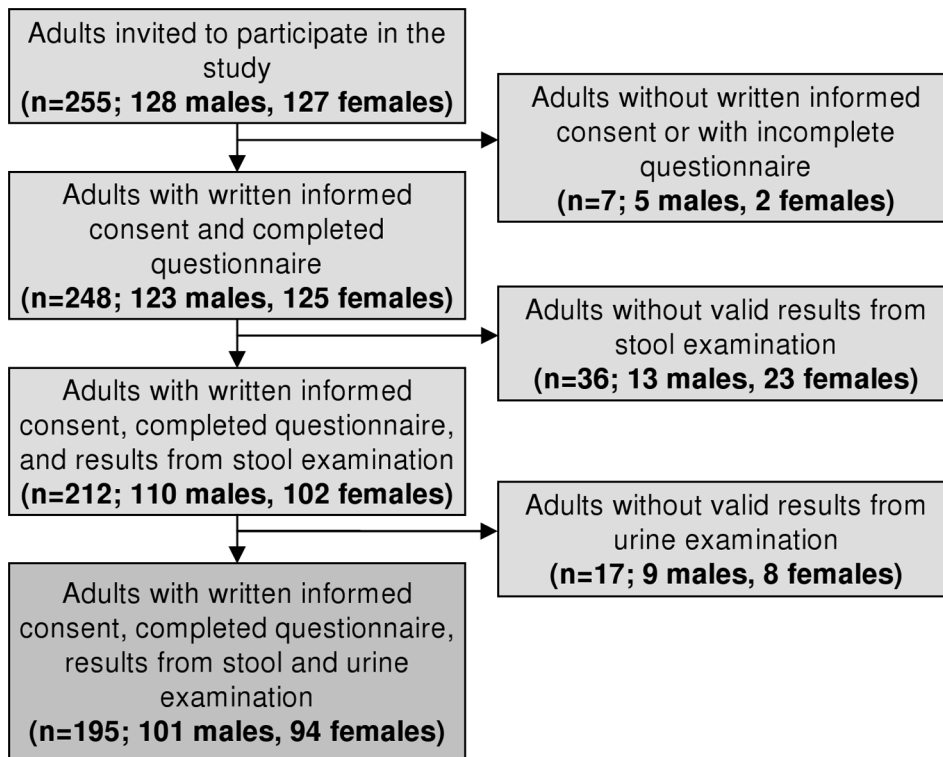 Adults invited to participate in the
study
(n=255; 128 males, 127 females)
Adults without written informed
consent or with incomplete
questionnaire
(n=7; 5 males, 2 females)
Adults with written informed
consent and completed
questionnaire
(n=248; 123 males, 125 females)
Adults without valid results from
stool examination
(n=36; 13 males, 23 females)
Adults with written informed
consent, completed questionnaire,
and results from stool examination
(n=212; 110 males, 102 females)
Adults without valid results from
urine examination
(n=17; 9 males, 8 females)
Adults with written informed
consent, completed questionnaire,
results from stool and urine
examination
(n=195; 101 males, 94 females)